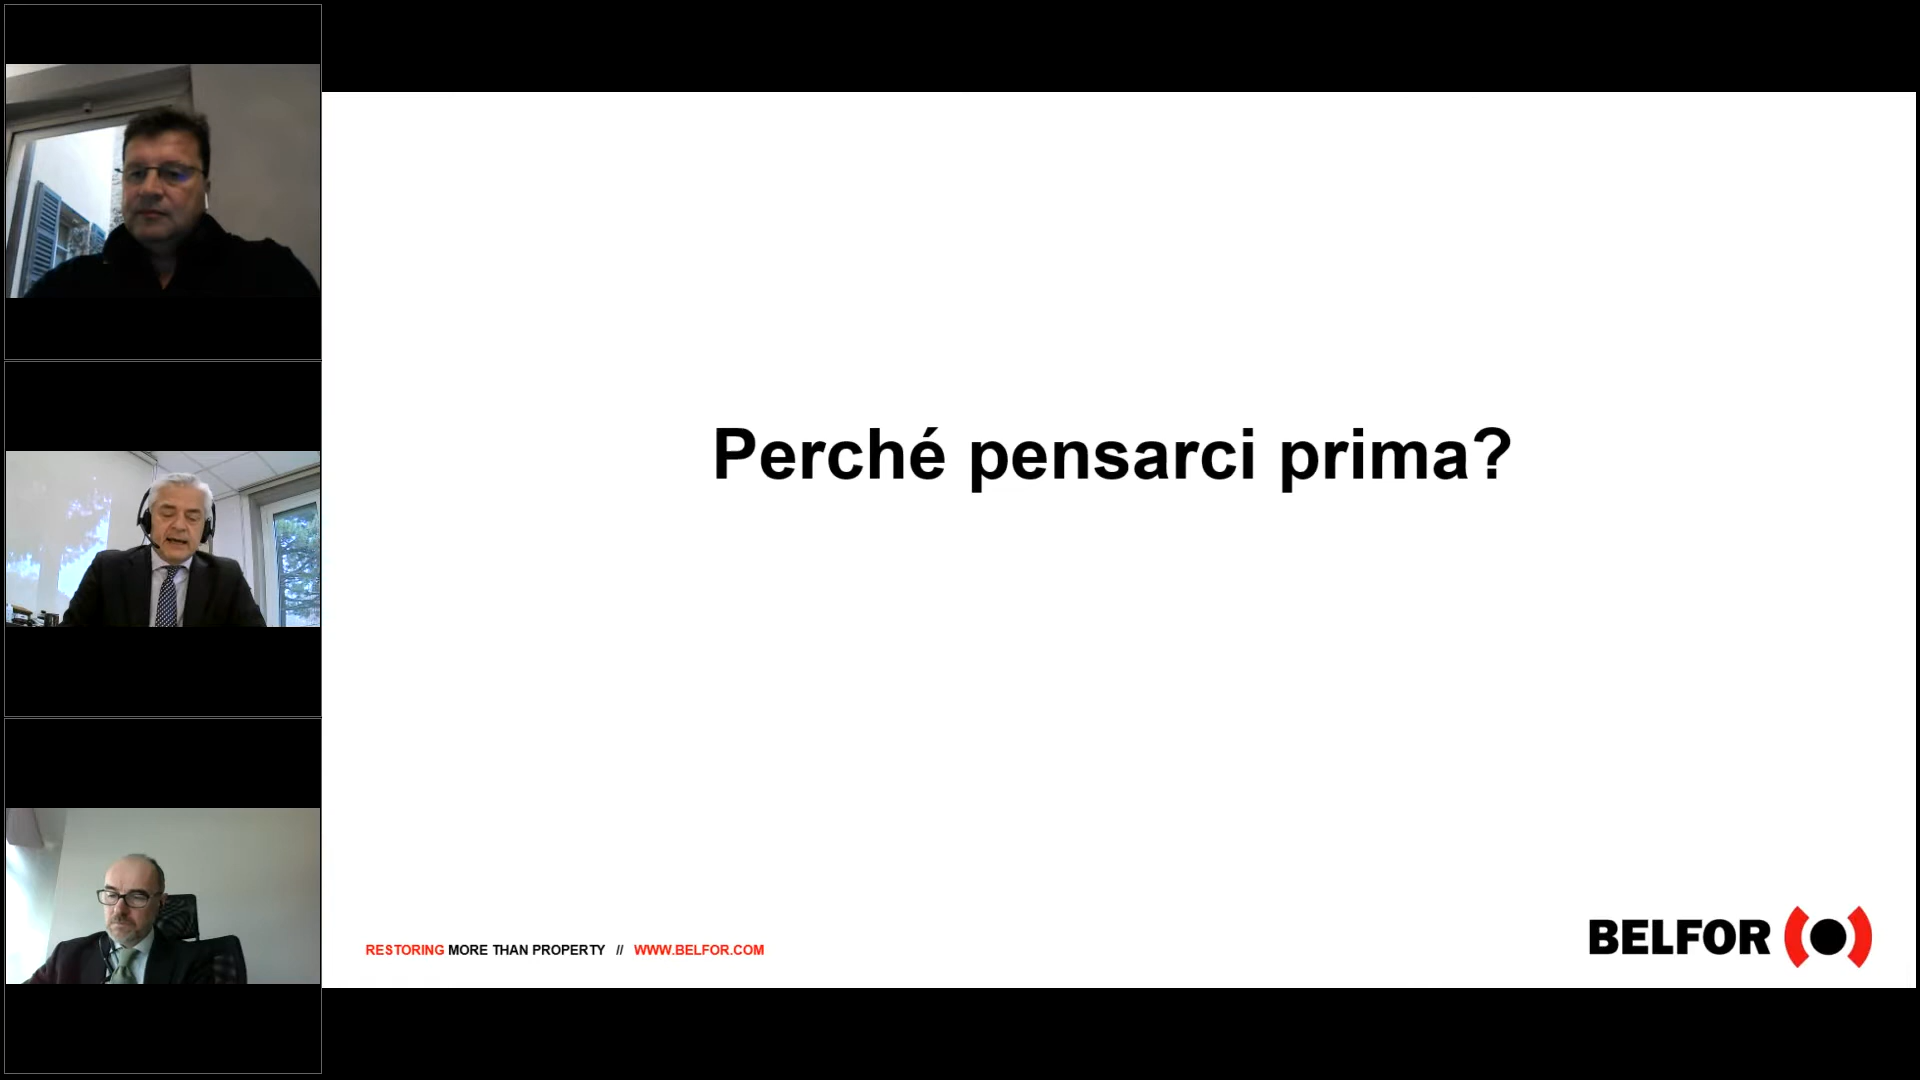 Perché pensarci prima?
RESTORING MORE THAN PROPERTY // WWW.BELFOR.COM
BELFOR